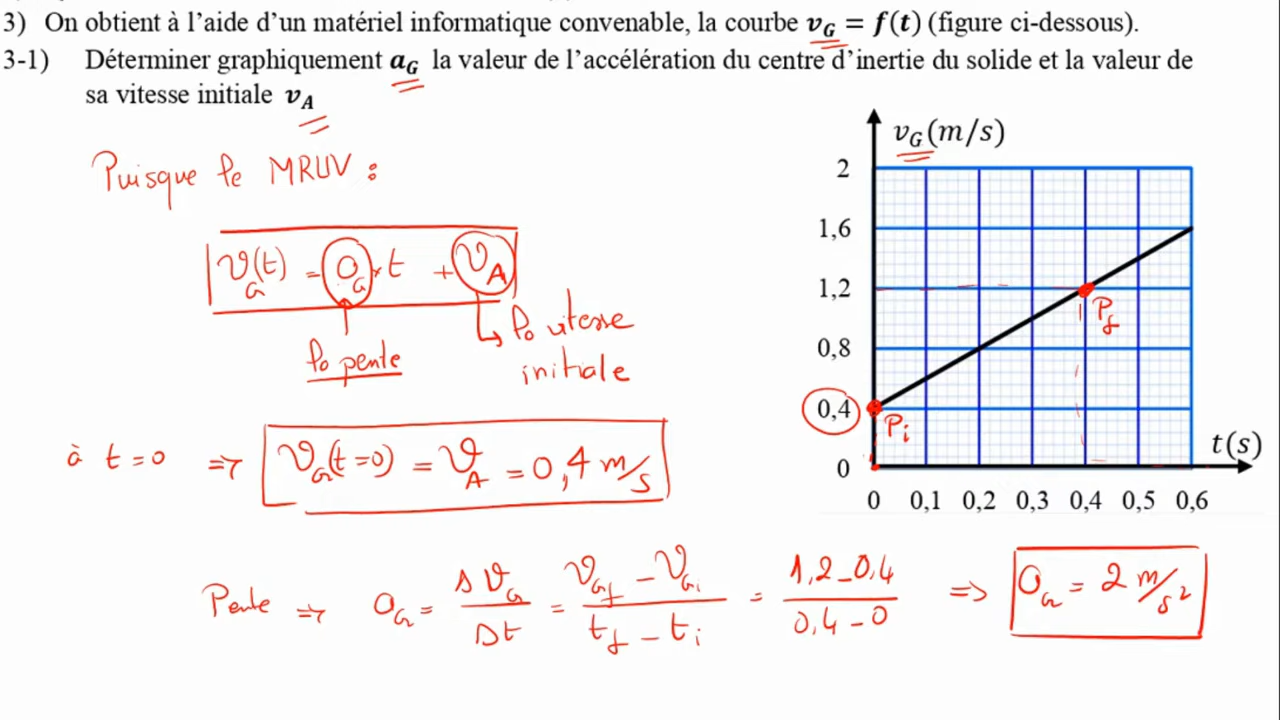 3) On obtient à l'aide d'un matériel informatique convenable, la courbe v_G = f(t) (figure ci-dessous).
3-1) Déterminer graphiquement a_G la valeur de l'accélération du centre d'inertie du solide et la valeur de
sa vitesse initiale v_A
v_G(m/s)
Puisque le MRUV :
2
1,6
v_G(t) = a_G × t + v_A
1,2
P_f
la vitesse
initiale
la pente
0,8
0,4
P_i
t(s)
0
0 0,1 0,2 0,3 0,4 0,5 0,6
à t=0 ⇒ v_G(t=0) = v_A = 0,4 m/s
Pente ⇒ a_G = Δv_G/Δt = (v_Gf - v_Gi)/(t_f - t_i) = (1,2 - 0,4)/(0,4 - 0) ⇒ a_G = 2 m/s²